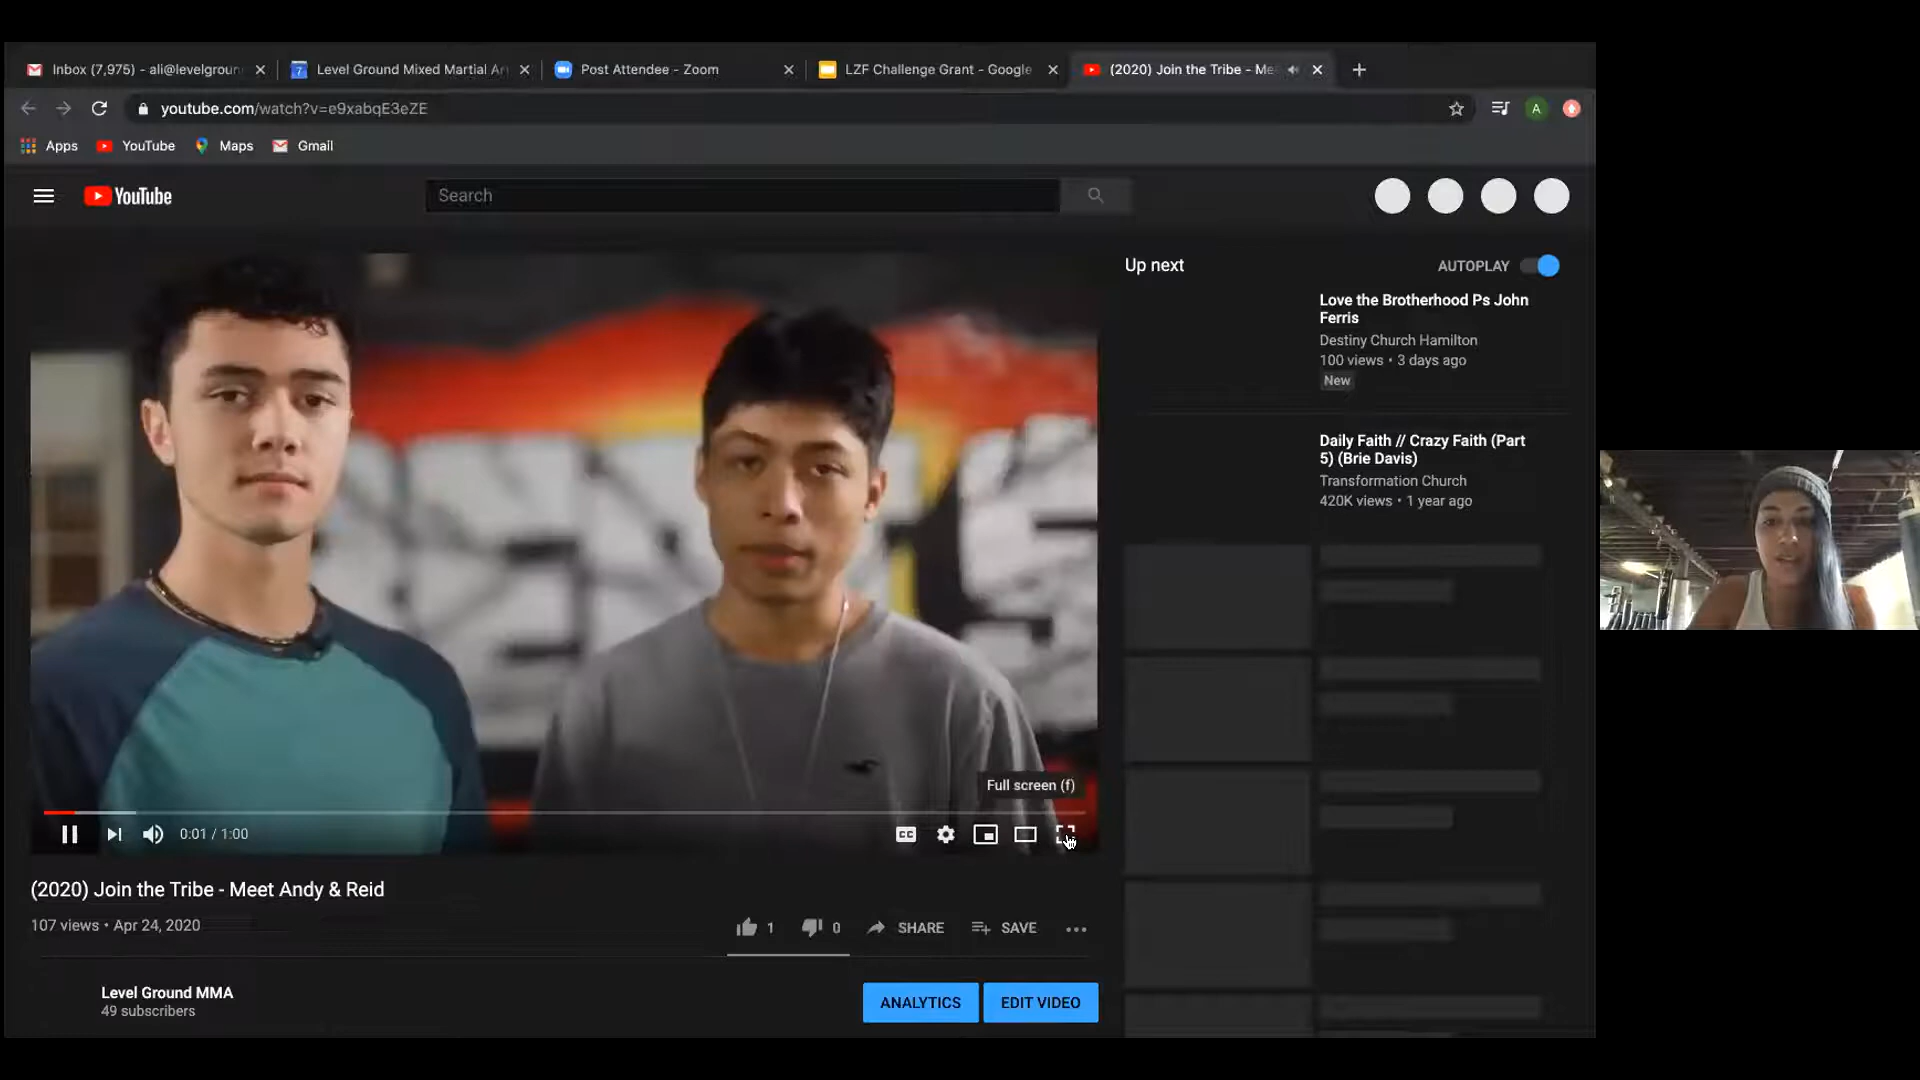 Inbox (7,975) - ali@levelgroun
Level Ground Mixed Martial Ar
Post Attendee - Zoom
LZF Challenge Grant - Google
(2020) Join the Tribe - Me
youtube.com/watch?v=e9xabqE3eZE
A
Apps
YouTube
Maps
Gmail
YouTube
Search
Up next
AUTOPLAY
Love the Brotherhood Ps John
Ferris
Destiny Church Hamilton
100 views • 3 days ago
New
Daily Faith // Crazy Faith (Part
5) (Brie Davis)
Transformation Church
420K views • 1 year ago
Full screen (f)
0:01 / 1:00
CC
(2020) Join the Tribe - Meet Andy & Reid
107 views • Apr 24, 2020
1
0
SHARE
SAVE
Level Ground MMA
49 subscribers
ANALYTICS
EDIT VIDEO